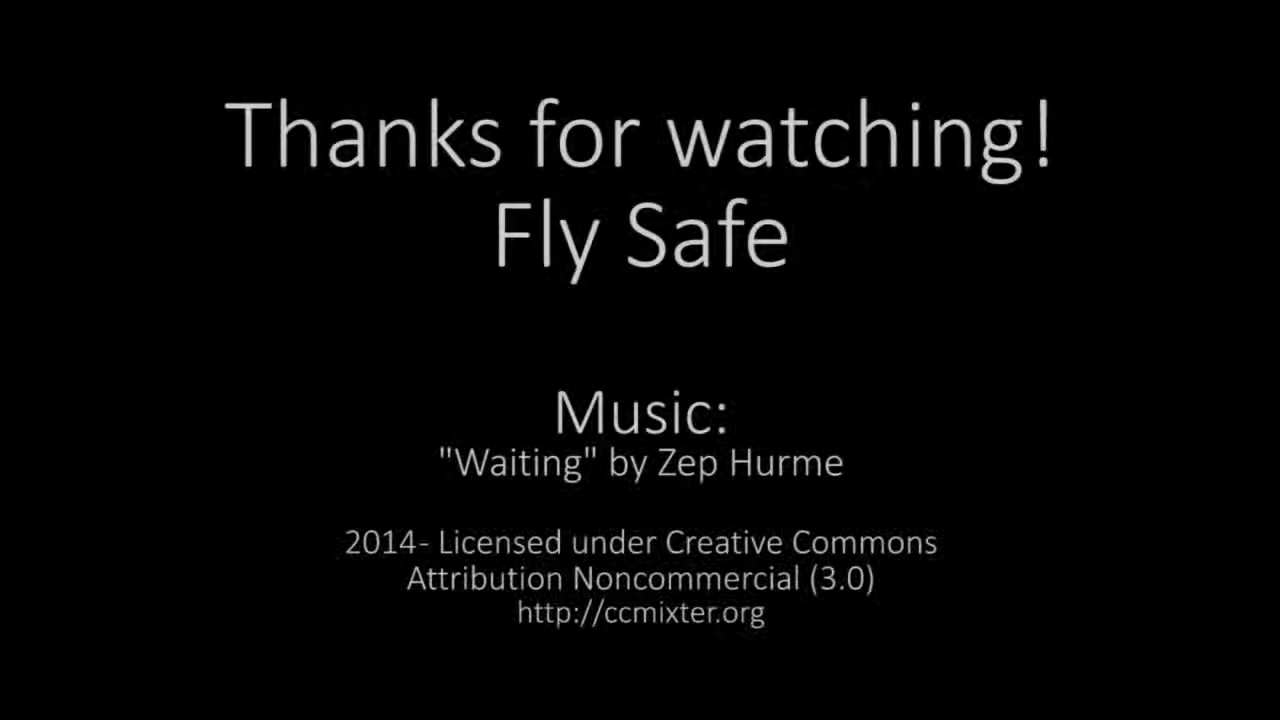 Thanks for watching!
Fly Safe
Music:
"Waiting" by Zep Hurme
2014- Licensed under Creative Commons
Attribution Noncommercial (3.0)
http://ccmixter.org